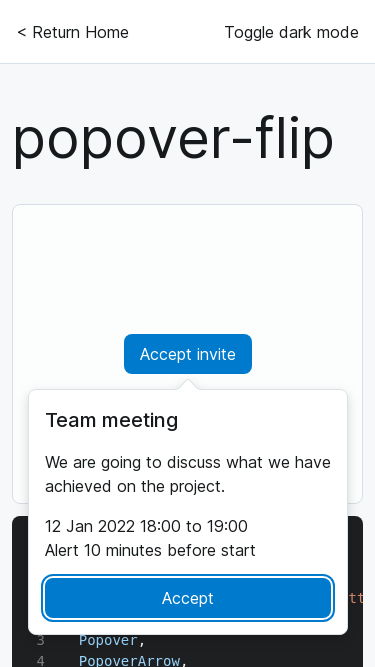 < Return Home
Toggle dark mode
popover-flip
Accept invite
Team meeting
We are going to discuss what we have
achieved on the project.
12 Jan 2022 18:00 to 19:00
Alert 10 minutes before start
Accept
3 Popover,
4 PopoverArrow,